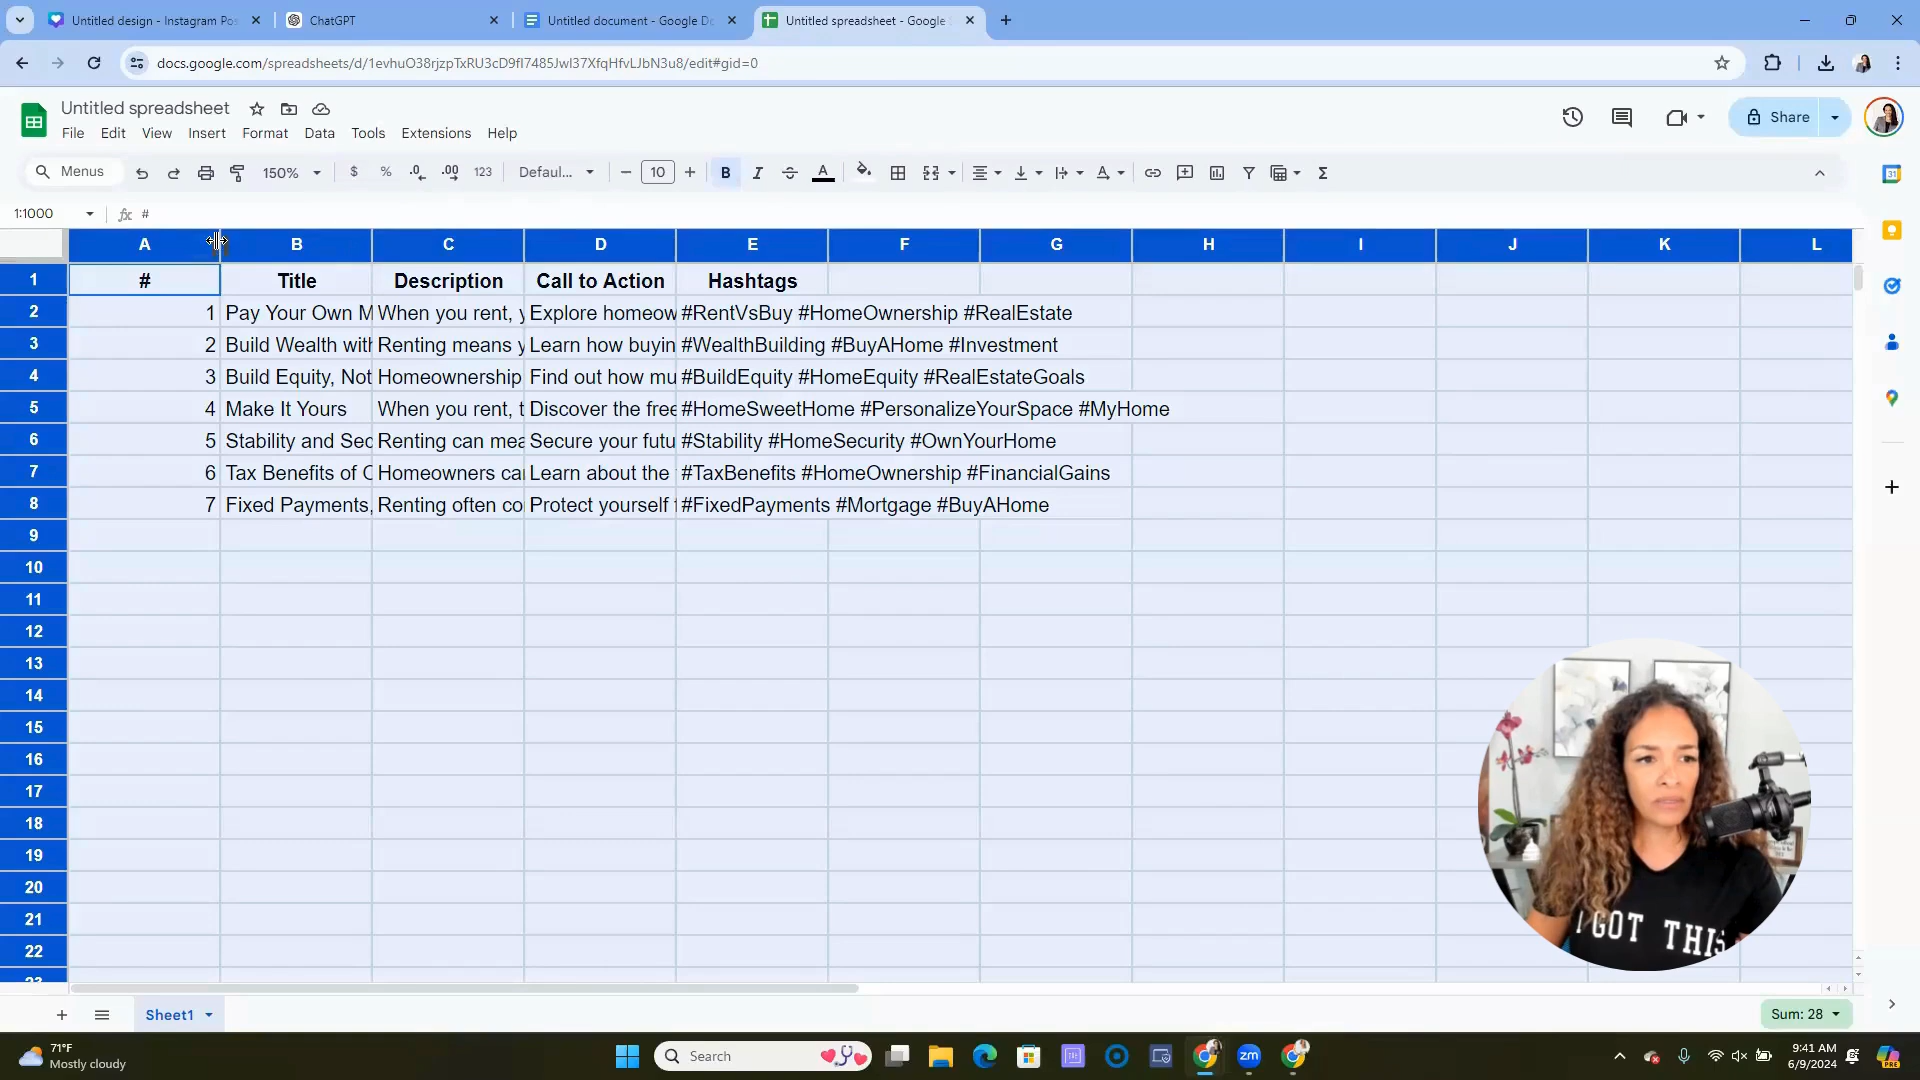 Untitled design - Instagram Pos
ChatGPT
Untitled document - Google Do
Untitled spreadsheet - Google
docs.google.com/spreadsheets/d/1evhuO38rjzpTxRU3cD9fI7485Jwl37XfqHfvLJbN3u8/edit#gid=0
Untitled spreadsheet
File Edit View Insert Format Data Tools Extensions Help
Share
Menus 150% $ % .0 .00 123 Defaul... 10 B I A Σ
31
1:1000 fx #
A B C D E F G H I J K L
1 # Title Description Call to Action Hashtags
2 1 Pay Your Own M When you rent, y Explore homeow #RentVsBuy #HomeOwnership #RealEstate
3 2 Build Wealth with Renting means y Learn how buyin #WealthBuilding #BuyAHome #Investment
4 3 Build Equity, Not Homeownership Find out how mu #BuildEquity #HomeEquity #RealEstateGoals
5 4 Make It Yours When you rent, t Discover the free #HomeSweetHome #PersonalizeYourSpace #MyHome
6 5 Stability and Sec Renting can mea Secure your futu #Stability #HomeSecurity #OwnYourHome
7 6 Tax Benefits of O Homeowners can Learn about the #TaxBenefits #HomeOwnership #FinancialGains
8 7 Fixed Payments, Renting often co Protect yourself f #FixedPayments #Mortgage #BuyAHome
9
10
11
12
13
14
15
16
17
18
19
20
21
22
23
I GOT THIS
Sheet1
Sum: 28
71°F
Mostly cloudy
Search
zm
9:41 AM
6/9/2024
PRE